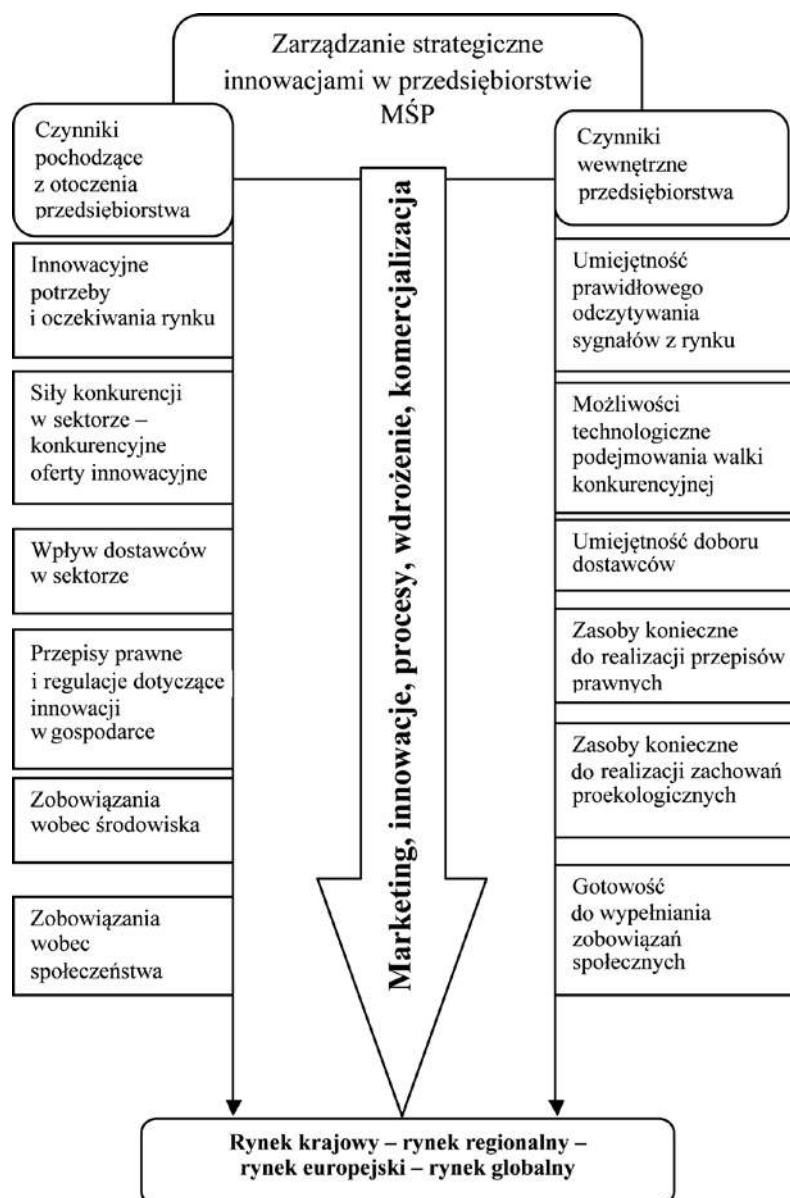 Zarządzanie strategiczne
innowacjami w przedsiębiorstwie
MŚP
Czynniki
pochodzące
z otoczenia
przedsiębiorstwa
Innowacyjne
potrzeby
i oczekiwania rynku
Siły konkurencji
w sektorze –
konkurencyjne
oferty innowacyjne
Wpływ dostawców
w sektorze
Przepisy prawne
i regulacje dotyczące
innowacji
w gospodarce
Zobowiązania
wobec środowiska
Zobowiązania
wobec
społeczeństwa
Marketing, innowacje, procesy, wdrożenie, komercjalizacja
Czynniki
wewnętrzne
przedsiębiorstwa
Umiejętność
prawidłowego
odczytywania
sygnałów z rynku
Możliwości
technologiczne
podejmowania walki
konkurencyjnej
Umiejętność doboru
dostawców
Zasoby konieczne
do realizacji przepisów
prawnych
Zasoby konieczne
do realizacji zachowań
proekologicznych
Gotowość
do wypełniania
zobowiązań
społecznych
Rynek krajowy – rynek regionalny –
rynek europejski – rynek globalny